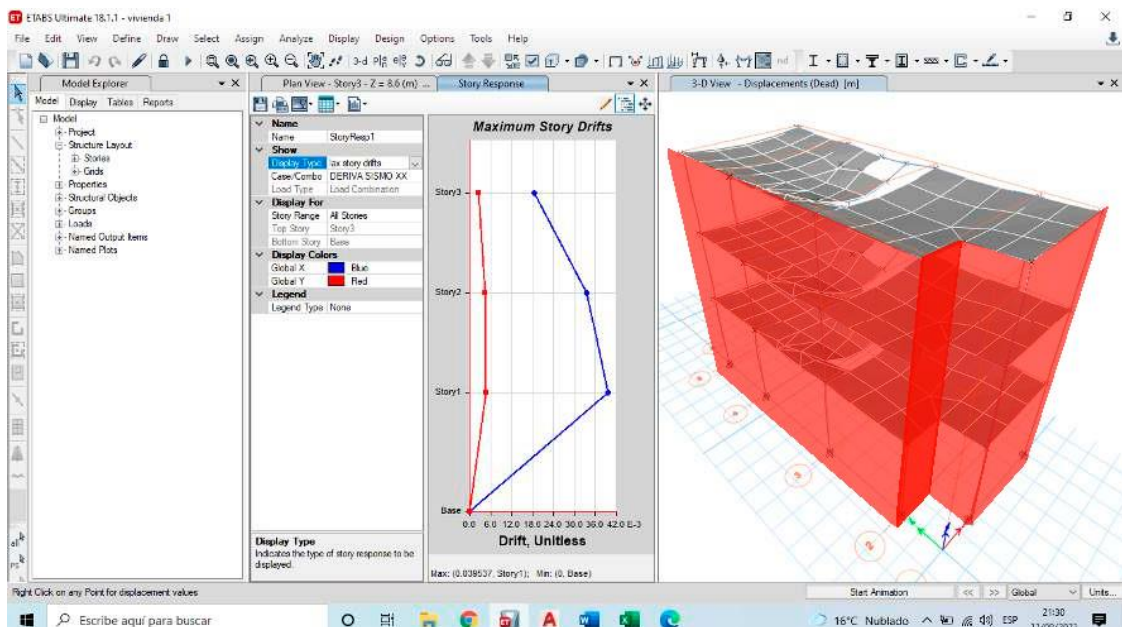 ETABS Ultimate 18.1.1 - vivienda 1
File Edit View Define Draw Select Assign Analyze Display Design Options Tools Help
Model Explorer
Model Display Tables Reports
Model
Project
Structure Layout
Stories
Grids
Properties
Structural Objects
Groups
Loads
Named Output Items
Named Plots
Plan View - Story3 - Z = 8.6 (m) ...
Story Response
Name
Name StoryResp1
Show
Display Type ax story drifts
Case/Combo DERIVA SISMO XX
Load Type Load Combination
Display For
Story Range All Stories
Top Story Story3
Bottom Story Base
Display Colors
Global X Blue
Global Y Red
Legend
Legend Type None
Display Type
Indicates the type of story response to be
displayed.
Maximum Story Drifts
Story3
Story2
Story1
Base
0.0 6.0 12.0 18.0 24.0 30.0 36.0 42.0 E-3
Drift, Unitless
Max: (0.039537, Story1); Min: (0, Base)
3-D View - Displacements (Dead) [m]
Right Click on any Point for displacement values
Start Animation << >> Global Units...
Escribe aquí para buscar
16°C Nublado
ESP
21:30